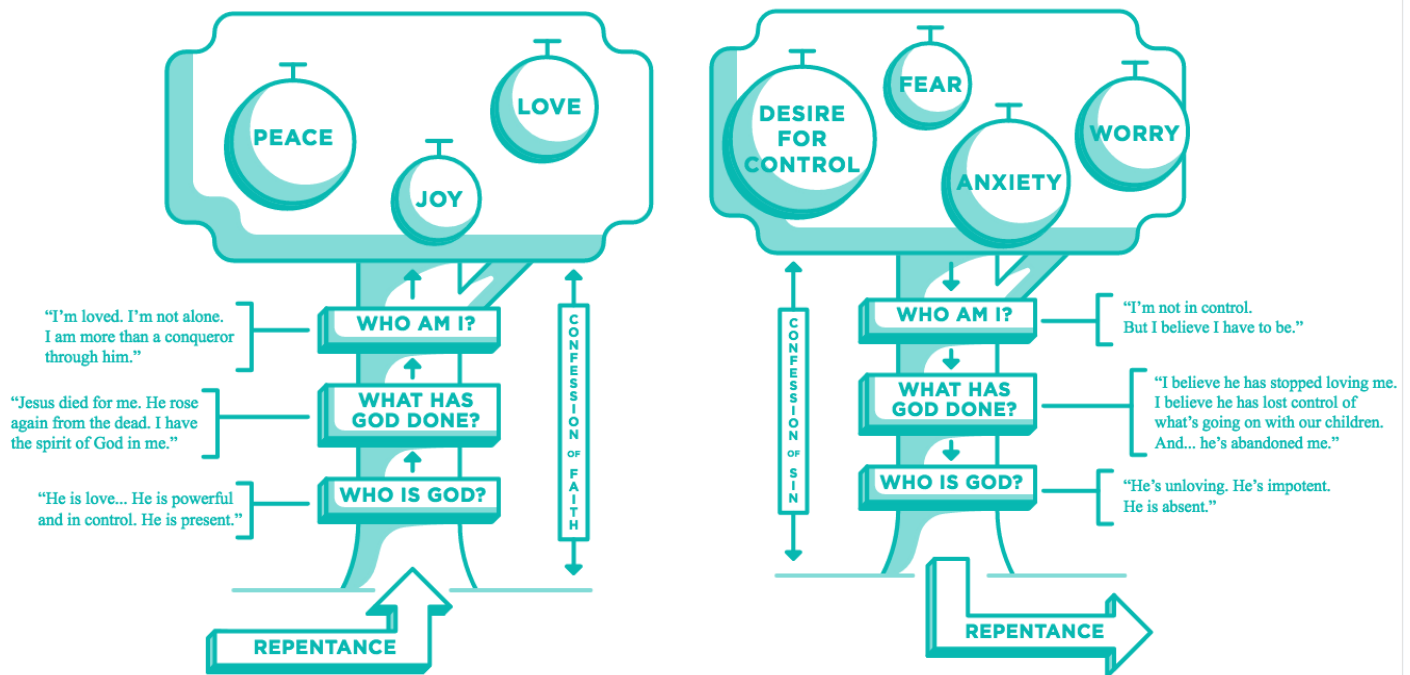 PEACE
LOVE
JOY
WHO AM I?
WHAT HAS
GOD DONE?
WHO IS GOD?
“I’m loved. I’m not alone.
I am more than a conqueror
through him.”
“Jesus died for me. He rose
again from the dead. I have
the spirit of God in me.”
“He is love... He is powerful
and in control. He is present.”
CONFESSION OF FAITH
REPENTANCE
DESIRE
FOR
CONTROL
FEAR
ANXIETY
WORRY
CONFESSION OF SIN
WHO AM I?
WHAT HAS
GOD DONE?
WHO IS GOD?
“I’m not in control.
But I believe I have to be.”
“I believe he has stopped loving me.
I believe he has lost control of
what’s going on with our children.
And... he’s abandoned me.”
“He’s unloving. He’s impotent.
He is absent.”
REPENTANCE